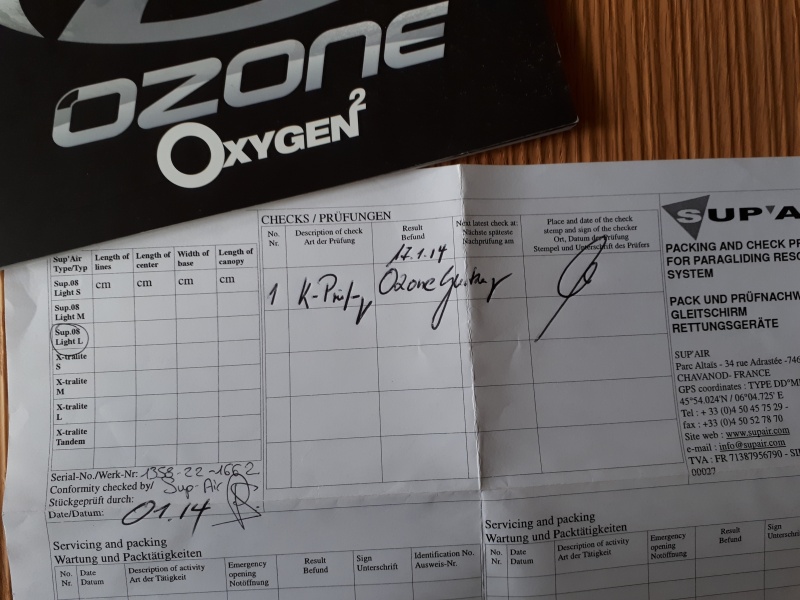 OZONE
OXYGEN2
CHECKS / PRÜFUNGEN
No. Nr.
Description of check Art der Prüfung
Result Befund
Next latest check at: Nächste späteste Nachprüfung am
Place and date of the check stemp and sign of the checker Ort, Datum der Prüfung Stempel und Unterschrift des Prüfers
17.1.14
1 K-Prüf Ozone
Sup'Air Type/Typ
Length of lines
Length of center
Width of base
Length of canopy
Sup.08 Light S cm cm cm cm
Sup.08 Light M
Sup.08 Light L
X-tralite S
X-tralite M
X-tralite L
X-tralite Tandem
Serial-No./Werk-Nr: 1358-22-1662
Conformity checked by/ Sup-Air
Stückgeprüft durch:
Date/Datum: 01.14
SUP'A
PACKING AND CHECK
FOR PARAGLIDING
SYSTEM
PACK UND
GLEITSCHIRM
RETTUNGSGERÄTE
SUP'AIR
Parc Altaïs - 34 rue Adrastée -
CHAVANOD- FRANCE
GPS coordinates : TYPE
45°54.024'N / 06°04.725' E
Tel : + 33 (0)4 50 45 75 29 -
fax : +33 (0)4 50 52 78 70
Site web : www.supair.com
e-mail : info@supair.com
TVA : FR 71387956790 -
00027
Servicing and packing
Wartung und Packtätigkeiten
No. Nr.
Date Datum
Description of activity Art der Tätigkeit
Emergency opening Notöffnung
Result Befund
Sign Unterschrift
Identification No. Ausweis-Nr.
Servicing and packing
Wartung und Packtätigkeiten
No. Nr.
Date Datum
Description of activity Art der Tätigkeit
Emergency opening Notöffnung
Result Befund
Sign